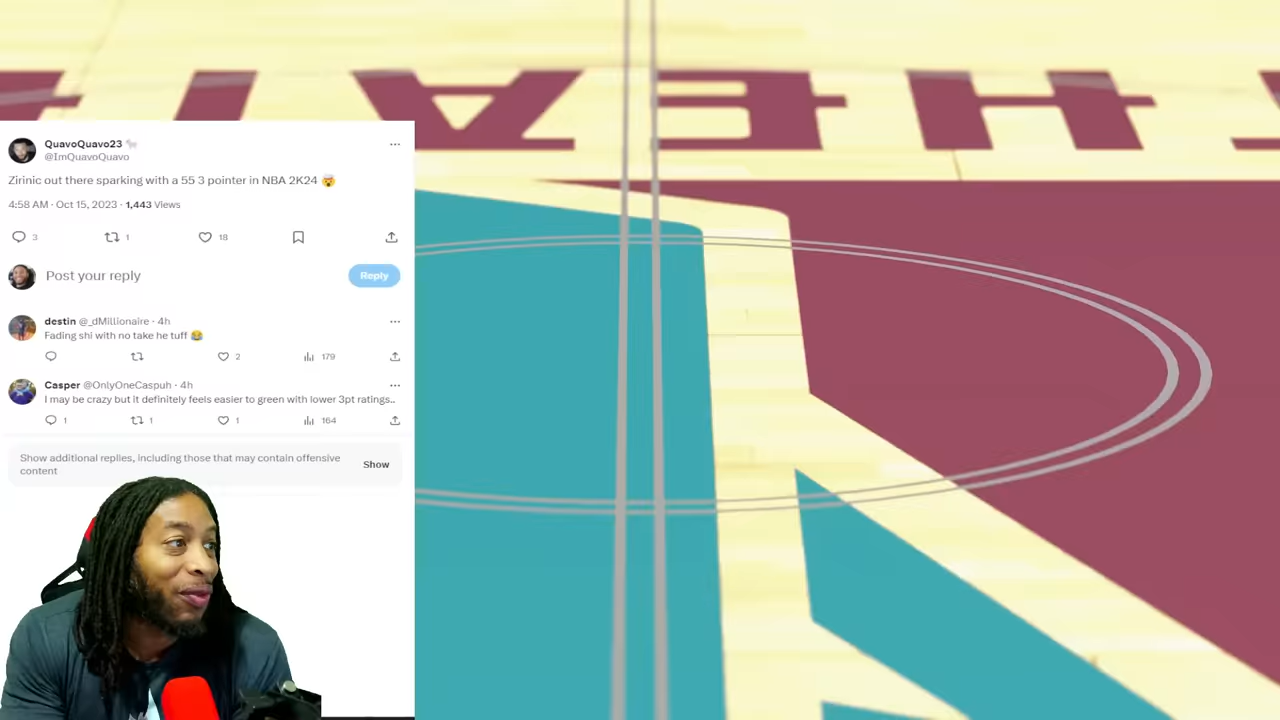 THEATER
QuavoQuavo23 🐐
@ImQuavoQuavo
Zirinic out there sparking with a 55 3 pointer in NBA 2K24 🤯
4:58 AM · Oct 15, 2023 · 1,443 Views
3 1 18
Post your reply
Reply
destin @_dMillionaire · 4h
Fading shi with no take he tuff 😂
2 179
Casper @OnlyOneCaspuh · 4h
I may be crazy but it definitely feels easier to green with lower 3pt ratings..
1 1 1 164
Show additional replies, including those that may contain offensive
content
Show